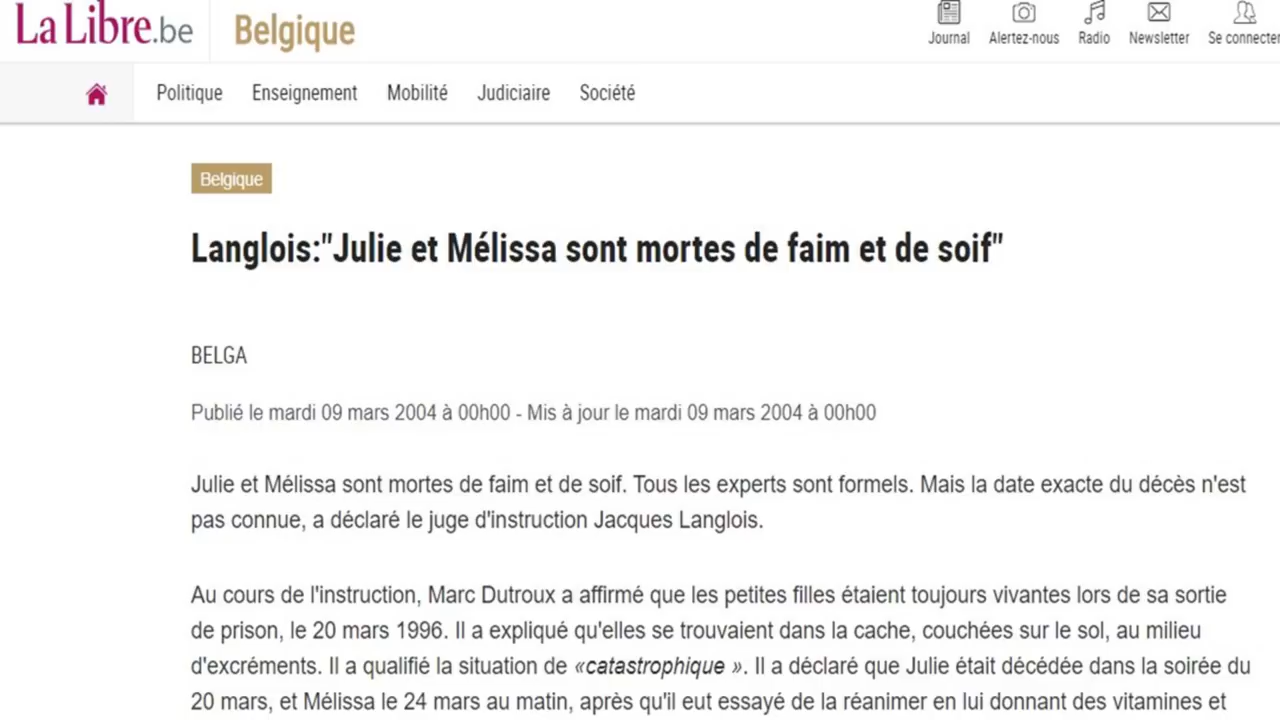 La Libre.be Belgique
Journal Alertez-nous Radio Newsletter Se connecter
Politique Enseignement Mobilité Judiciaire Société
Belgique
Langlois:"Julie et Mélissa sont mortes de faim et de soif"
BELGA
Publié le mardi 09 mars 2004 à 00h00 - Mis à jour le mardi 09 mars 2004 à 00h00
Julie et Mélissa sont mortes de faim et de soif. Tous les experts sont formels. Mais la date exacte du décès n'est
pas connue, a déclaré le juge d'instruction Jacques Langlois.
Au cours de l'instruction, Marc Dutroux a affirmé que les petites filles étaient toujours vivantes lors de sa sortie
de prison, le 20 mars 1996. Il a expliqué qu'elles se trouvaient dans la cache, couchées sur le sol, au milieu
d'excréments. Il a qualifié la situation de «catastrophique ». Il a déclaré que Julie était décédée dans la soirée du
20 mars, et Mélissa le 24 mars au matin, après qu'il eut essayé de la réanimer en lui donnant des vitamines et